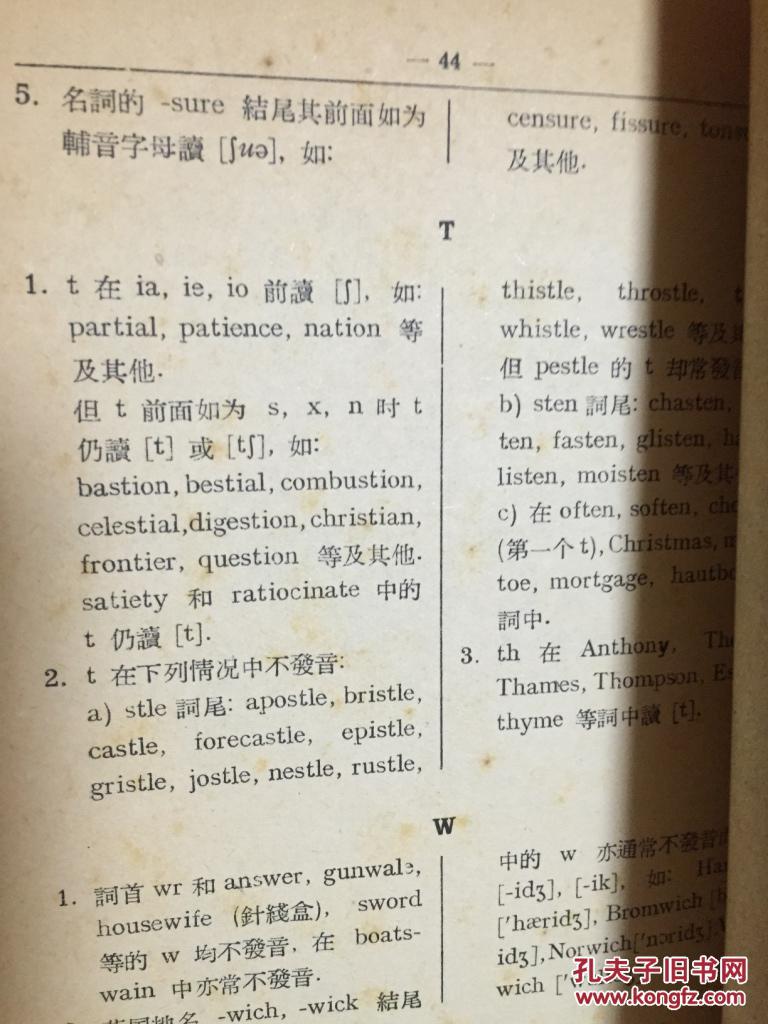 — 44 —
5. 名詞的 -sure 結尾其前面如为
輔音字母讀 [ʃuə], 如:
censure, fissure,
及其他.
T
1. t 在 ia, ie, io 前讀 [ʃ], 如:
partial, patience, nation 等
及其他.
但 t 前面如为 s, x, n 时 t
仍讀 [t] 或 [tʃ], 如:
bastion, bestial, combustion,
celestial, digestion, christian,
frontier, question 等及其他.
satiety 和 ratiocinate 中的
t 仍讀 [t].
2. t 在下列情况中不發音:
a) stle 詞尾: apostle, bristle,
castle, forecastle, epistle,
gristle, jostle, nestle, rustle,
thistle, throstle,
whistle, wrestle 等及
但 pestle 的 t 却常發
b) sten 詞尾: chasten,
ten, fasten, glisten,
listen, moisten 等及其
c) 在 often, soften,
(第一个 t), Christmas,
toe, mortgage,
詞中.
3. th 在 Anthony,
Thames, Thompson,
thyme 等詞中讀 [t].
W
1. 詞首 wr 和 answer, gunwale,
housewife (針綫盒), sword
等的 w 均不發音, 在 boats-
wain 中亦常不發音.
-wich, -wick 結尾
中的 w 亦通常不發音
[-idʒ], [-ik], 如:
['hæridʒ], Bromwich
idʒ], Norwich ['nɔridʒ],
wich
孔夫子旧书网
www.kongfz.com